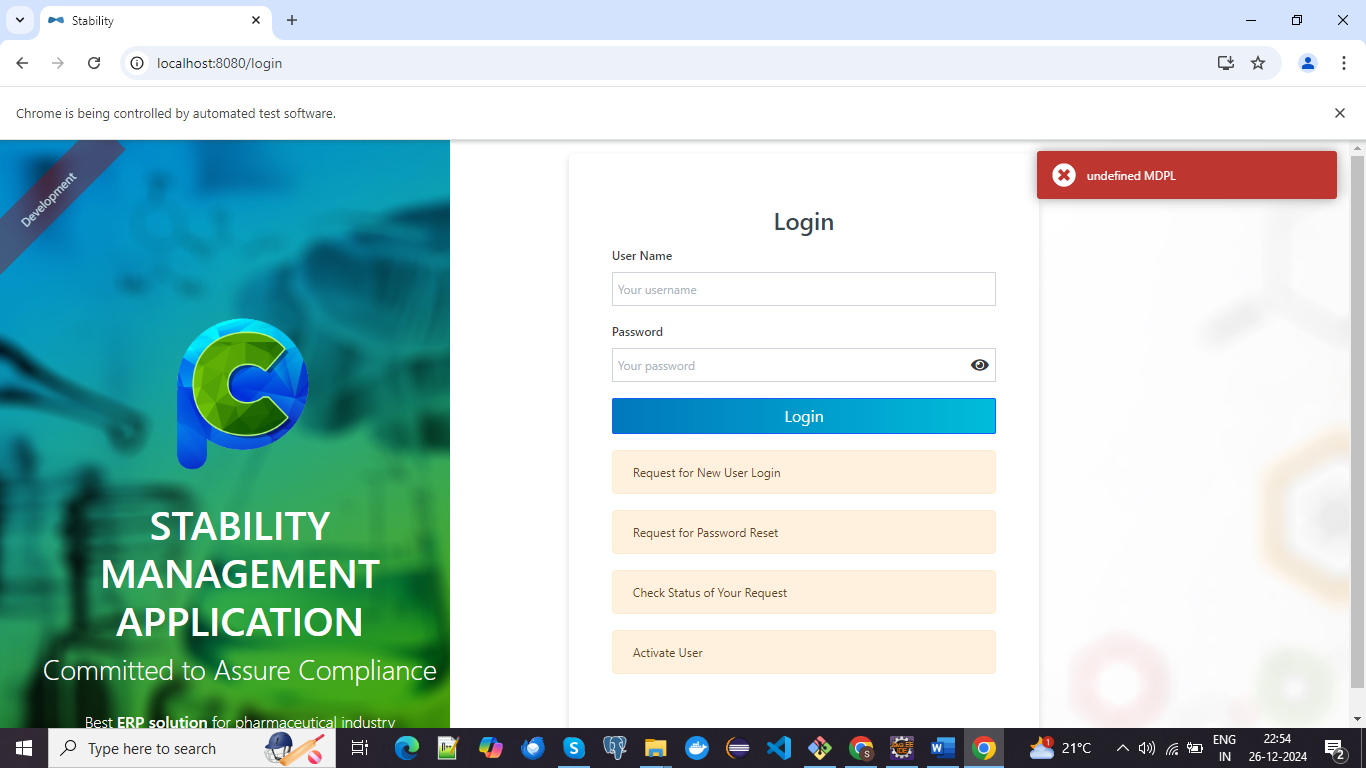 Stability
localhost:8080/login
Chrome is being controlled by automated test software.
Development
undefined MDPL
Login
User Name
Your username
Password
Your password
Login
Request for New User Login
Request for Password Reset
Check Status of Your Request
Activate User
STABILITY
MANAGEMENT
APPLICATION
Committed to Assure Compliance
Best ERP solution for pharmaceutical industry
Type here to search
1
21°C
ENG
IN
22:54
26-12-2024
2